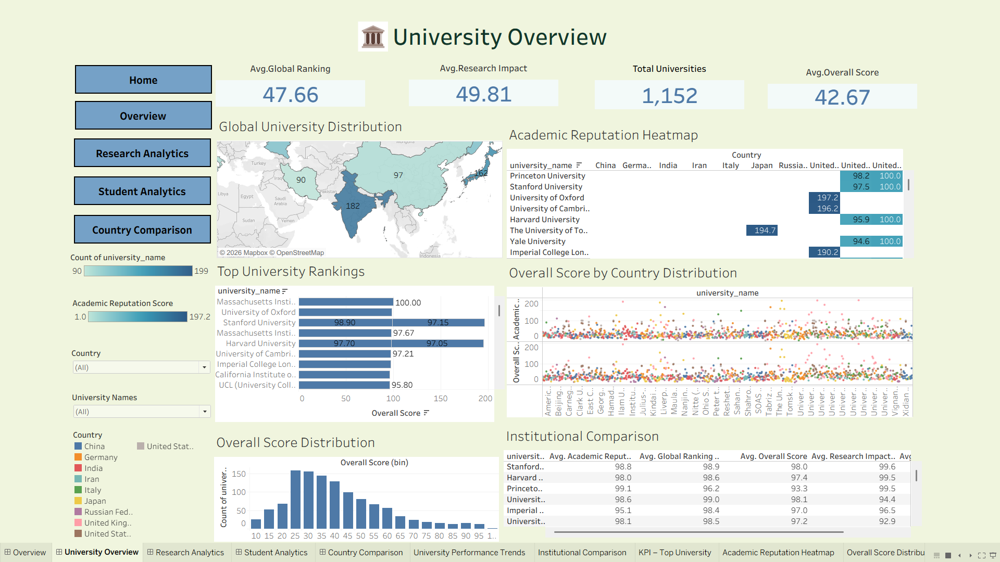 University Overview
Home
Overview
Research Analytics
Student Analytics
Country Comparison
Avg.Global Ranking
47.66
Avg.Research Impact
49.81
Total Universities
1,152
Avg.Overall Score
42.67
Count of university_name
90 199
Academic Reputation Score
1.0 197.2
Country
(All)
University Names
(All)
Country
China United Stat..
Germany
India
Iran
Italy
Japan
Russian Fed..
United King..
United Stat..
Global University Distribution
Mongolia
Turkey
Iraq
Pakistan
Libya
Egypt
Saudi
Arabia
Sudan
Yemen
Indonesia
90
97
162
182
© 2026 Mapbox © OpenStreetMap
Academic Reputation Heatmap
Country
university_name China Germa.. India Iran Italy Japan Russia.. United.. United.. United..
Princeton University 98.2 100.0
Stanford University 97.5 100.0
University of Oxford 197.2
University of Cambri.. 196.2
Harvard University 95.9 100.0
The University of To.. 194.7
Yale University 94.6 100.0
Imperial College Lon.. 190.2
Top University Rankings
university_name
Massachusetts Insti.. 100.00
University of Oxford
Stanford University 98.90 97.15
Massachusetts Insti.. 97.67
Harvard University 97.70 97.05
University of Cambri.. 97.21
Imperial College Lon..
California Institute o..
UCL (University Coll.. 95.80
0 50 100 150 200
Overall Score
Overall Score by Country Distribution
university_name
Academic..
200
100
0
Overall Sc..
200
100
0
Americ.. Beijing.. Carneg.. Clark U.. East C.. Georg.. Hamad.. Ilam U.. Institu.. Julius-.. Kindai.. Liverp.. Maula.. Nanjin.. Nitte (.. Ohio S.. Peter t.. Reshet.. Sahan.. Shahro.. SOAS.. Tabriz.. The Un.. Tomsk.. Univer.. Univer.. Univer.. Univer.. Univer.. Univer.. Univer.. Univer.. Univer.. Vignan.. Xidian..
Overall Score Distribution
Overall Score (bin)
Count of univer..
150
100
50
0
10 15 20 25 30 35 40 45 50 55 60 65 70 75 80 85 90 95 1..
Institutional Comparison
universit.. Avg. Academic Reput.. Avg. Global Ranking .. Avg. Overall Score Avg. Research Impact.. Avg
Stanford.. 98.8 98.9 98.0 99.6
Harvard .. 98.0 98.6 97.4 99.5
Princeto.. 99.1 96.2 93.3 99.5
Universit.. 98.6 99.0 98.1 94.4
Imperial .. 95.1 98.4 97.0 96.5
Universit.. 98.1 98.5 97.2 92.9
Overview University Overview Research Analytics Student Analytics Country Comparison University Performance Trends Institutional Comparison KPI – Top University Academic Reputation Heatmap Overall Score Distribu